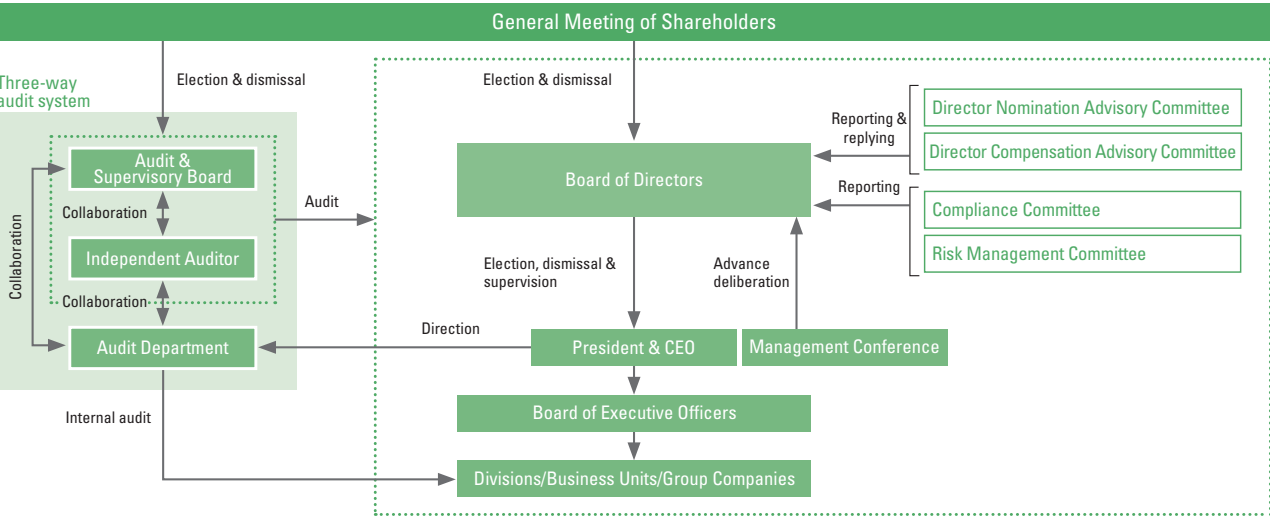 General Meeting of Shareholders
Three-way
audit system
Election & dismissal
Election & dismissal
Audit &
Supervisory Board
Collaboration
Independent Auditor
Collaboration
Collaboration
Audit Department
Audit
Internal audit
Board of Directors
Reporting &
replying
Director Nomination Advisory Committee
Director Compensation Advisory Committee
Reporting
Compliance Committee
Risk Management Committee
Election, dismissal &
supervision
Advance
deliberation
Direction
President & CEO
Management Conference
Board of Executive Officers
Divisions/Business Units/Group Companies